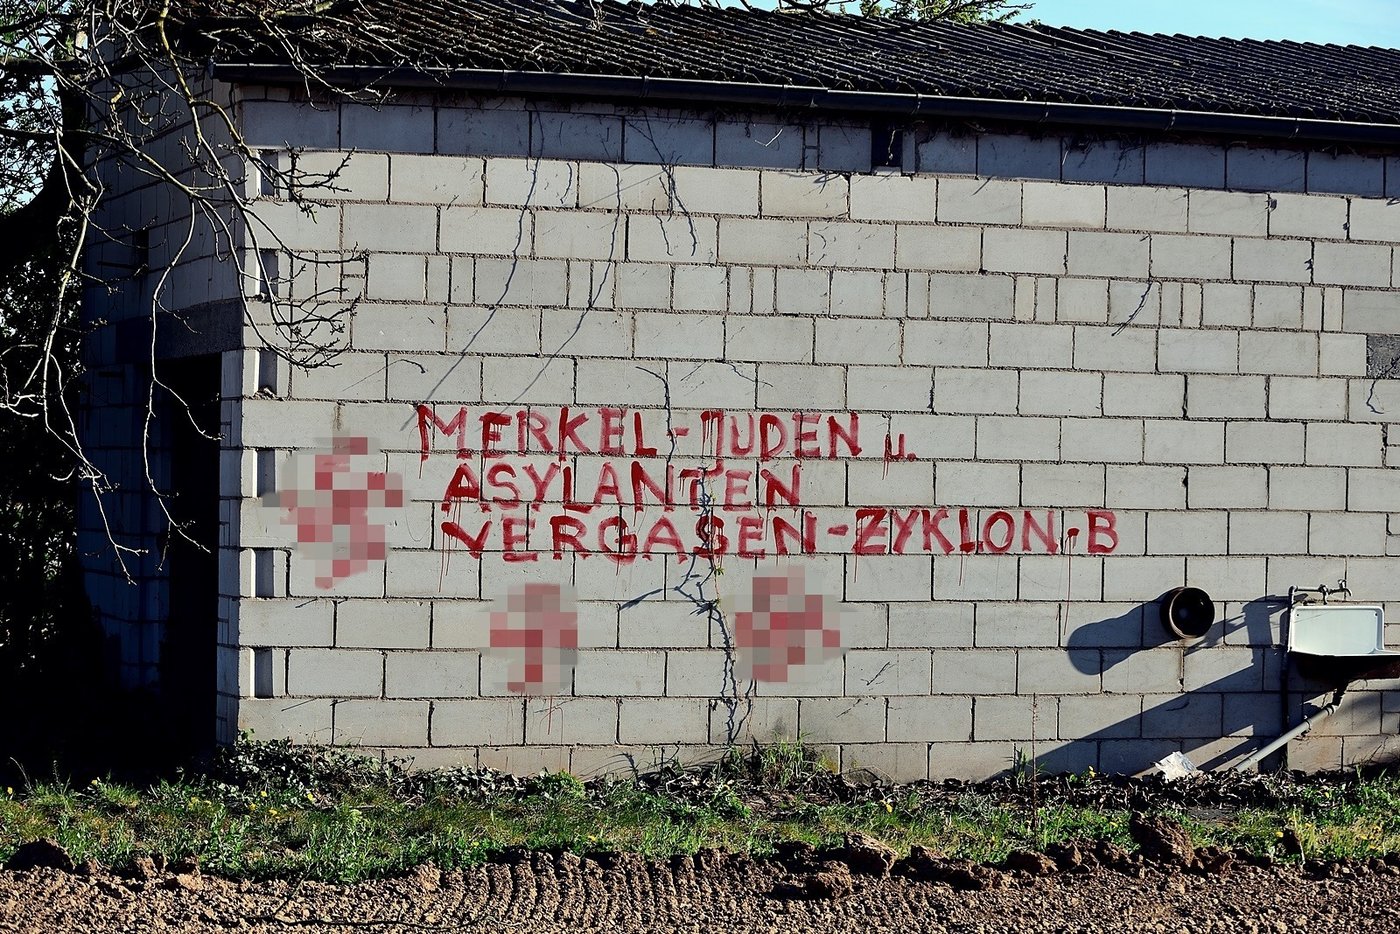 MERKEL-JUDEN u.
ASYLANTEN
VERGASEN-ZYKLON-B